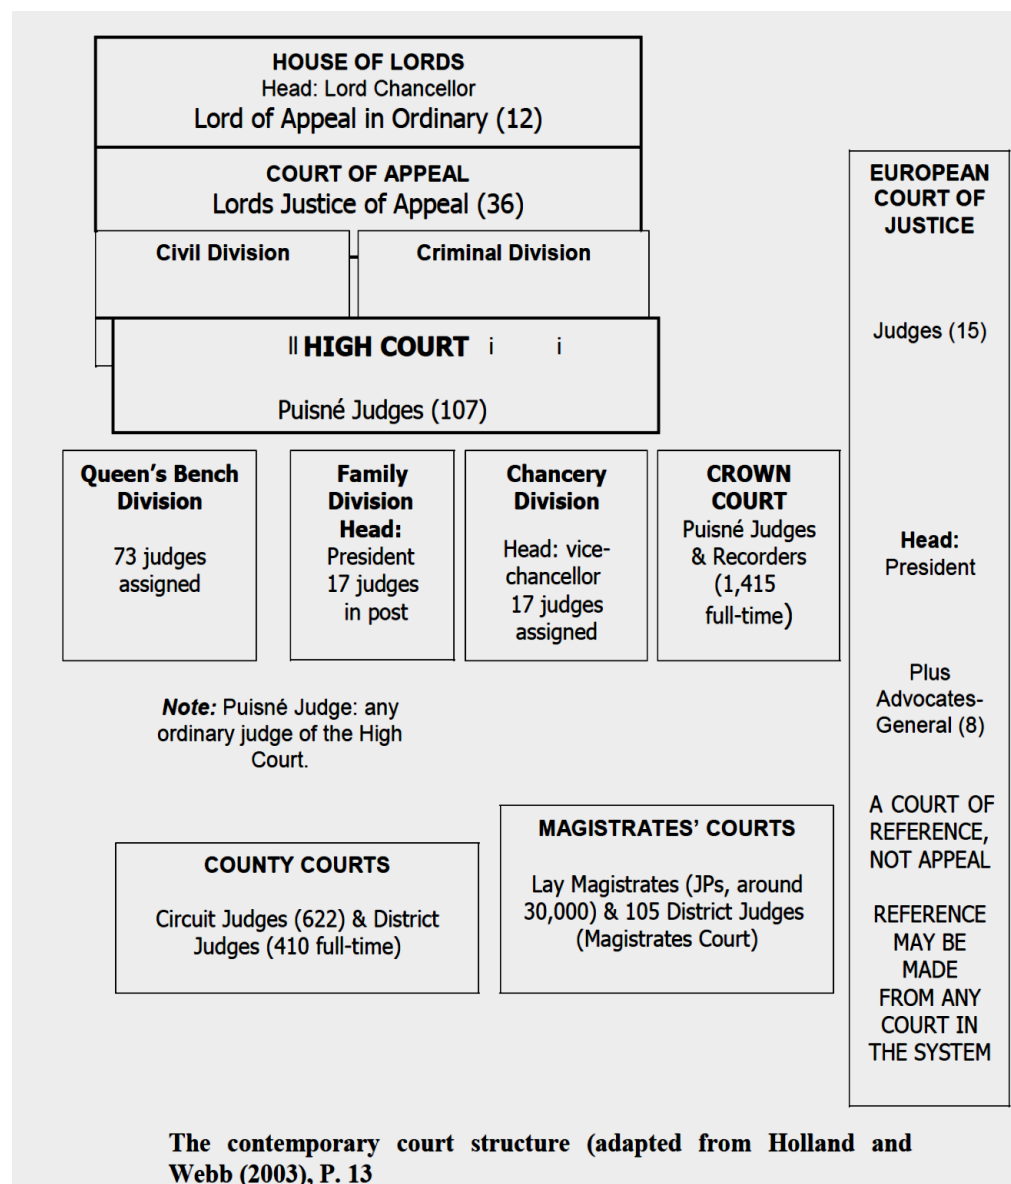 HOUSE OF LORDS
Head: Lord Chancellor
Lord of Appeal in Ordinary (12)
COURT OF APPEAL
Lords Justice of Appeal (36)
Civil Division
Criminal Division
ll HIGH COURT i i
Puisné Judges (107)
Queen's Bench
Division
73 judges
assigned
Family
Division
Head:
President
17 judges
in post
Chancery
Division
Head: vice-
chancellor
17 judges
assigned
CROWN
COURT
Puisné Judges
& Recorders
(1,415
full-time)
Note: Puisné Judge: any
ordinary judge of the High
Court.
COUNTY COURTS
Circuit Judges (622) & District
Judges (410 full-time)
MAGISTRATES' COURTS
Lay Magistrates (JPs, around
30,000) & 105 District Judges
(Magistrates Court)
EUROPEAN
COURT OF
JUSTICE
Judges (15)
Head:
President
Plus
Advocates-
General (8)
A COURT OF
REFERENCE,
NOT APPEAL
REFERENCE
MAY BE
MADE
FROM ANY
COURT IN
THE SYSTEM
The contemporary court structure (adapted from Holland and
Webb (2003), P. 13